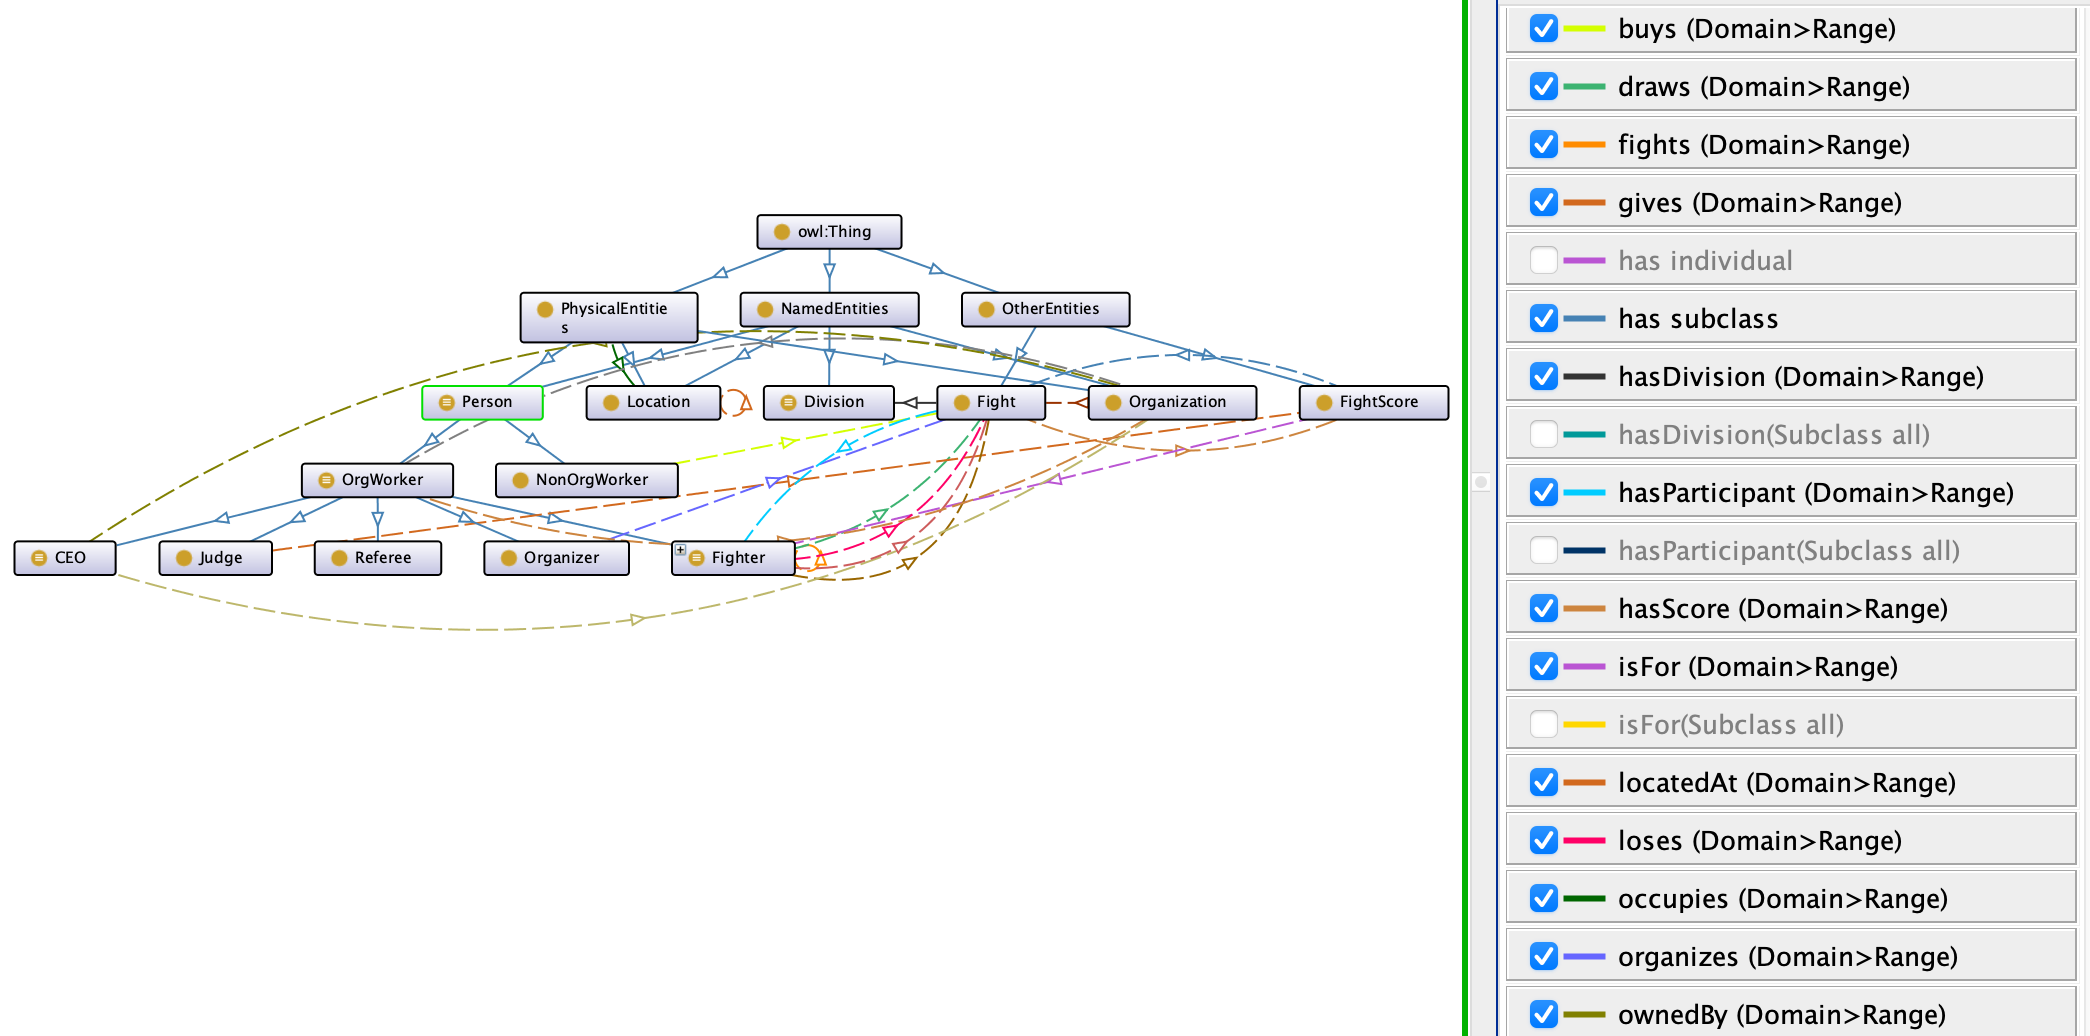 owl:Thing
PhysicalEntitie
s
NamedEntities
OtherEntities
Person
Location
Division
Fight
Organization
FightScore
OrgWorker
NonOrgWorker
CEO
Judge
Referee
Organizer
Fighter
buys (Domain>Range)
draws (Domain>Range)
fights (Domain>Range)
gives (Domain>Range)
has individual
has subclass
hasDivision (Domain>Range)
hasDivision(Subclass all)
hasParticipant (Domain>Range)
hasParticipant(Subclass all)
hasScore (Domain>Range)
isFor (Domain>Range)
isFor(Subclass all)
locatedAt (Domain>Range)
loses (Domain>Range)
occupies (Domain>Range)
organizes (Domain>Range)
ownedBy (Domain>Range)